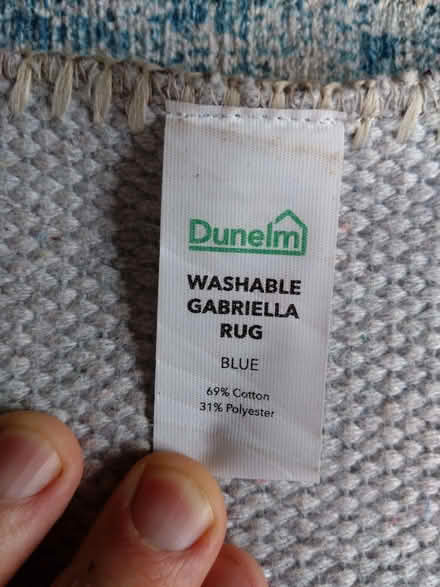 Dunelm
WASHABLE
GABRIELLA
RUG
BLUE
69% Cotton
31% Polyester